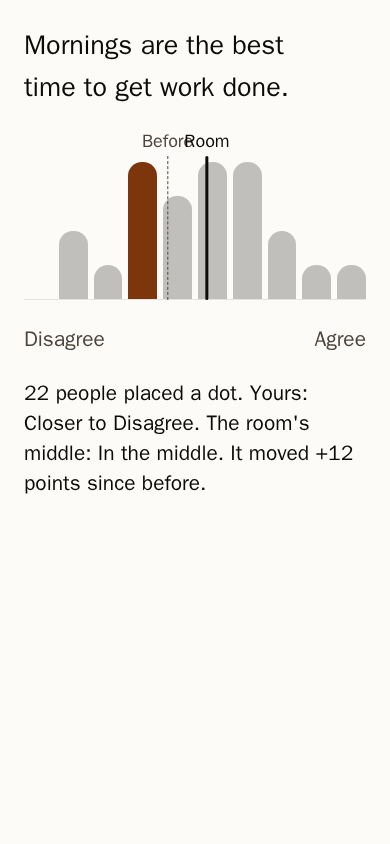 Mornings are the best
time to get work done.
Before Room
Disagree Agree
22 people placed a dot. Yours:
Closer to Disagree. The room's
middle: In the middle. It moved +12
points since before.